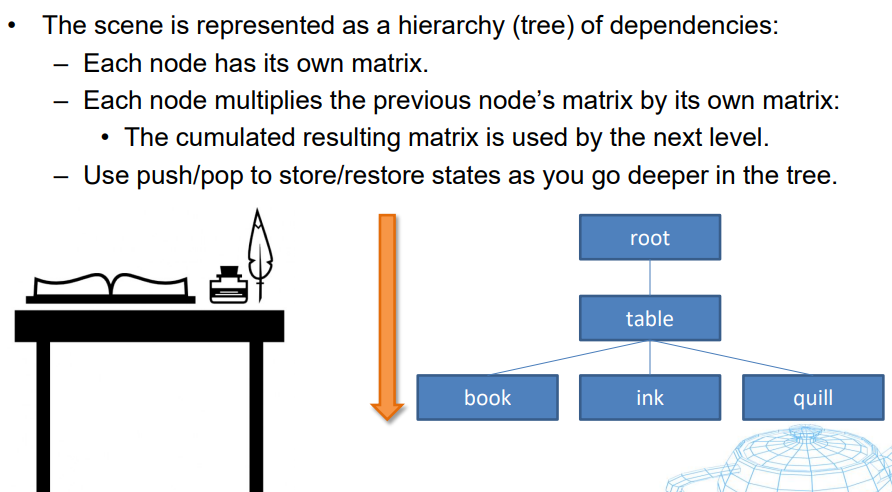 • The scene is represented as a hierarchy (tree) of dependencies:
– Each node has its own matrix.
– Each node multiplies the previous node’s matrix by its own matrix:
• The cumulated resulting matrix is used by the next level.
– Use push/pop to store/restore states as you go deeper in the tree.
root
table
book
ink
quill